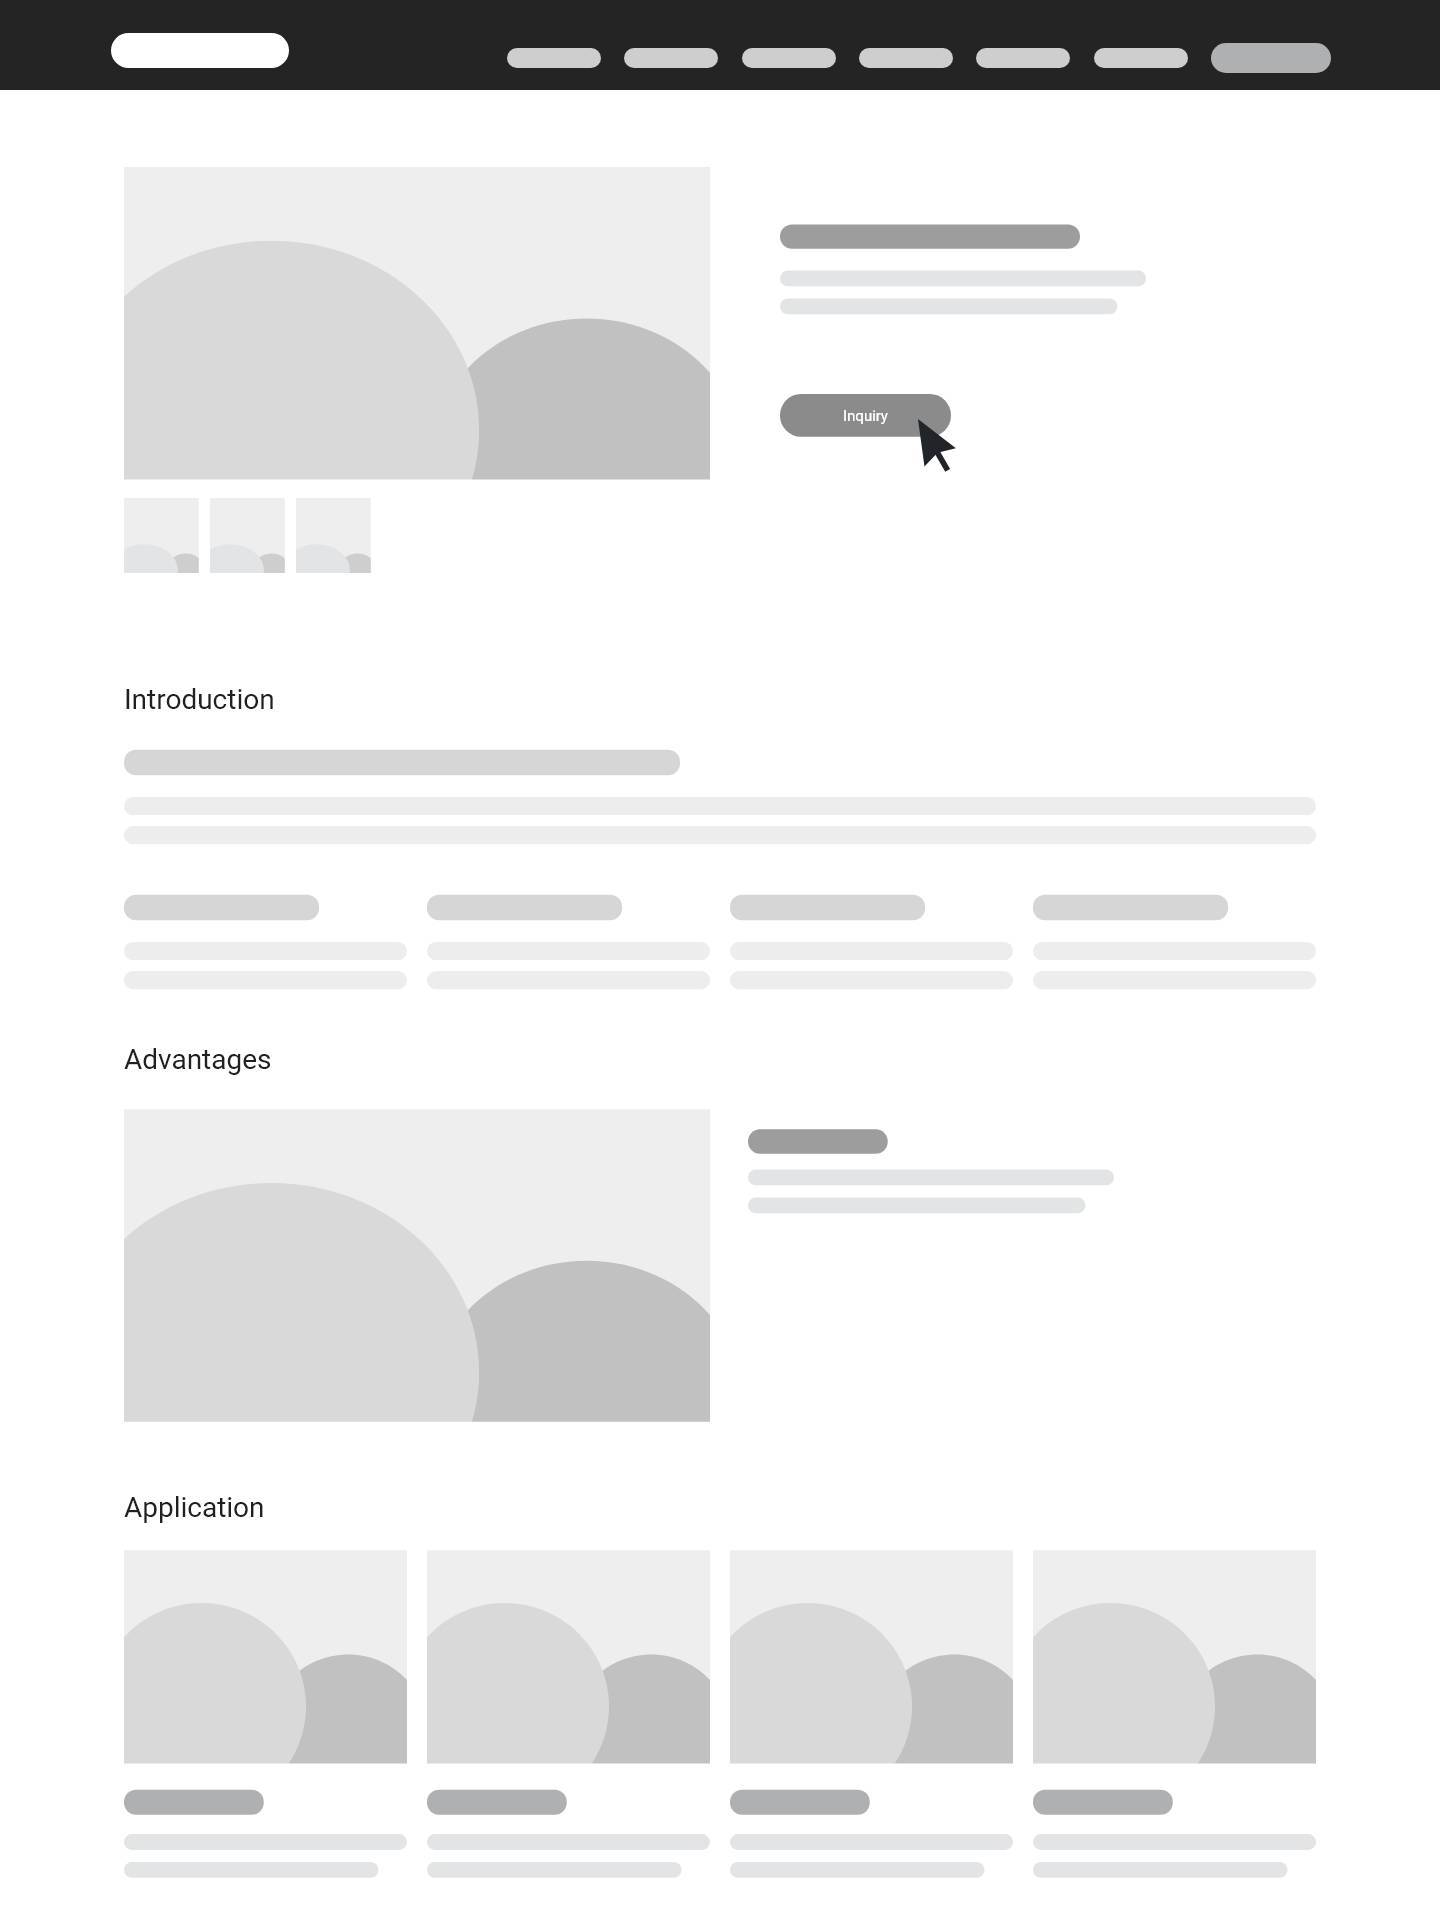 Inquiry
Introduction
Advantages
Application